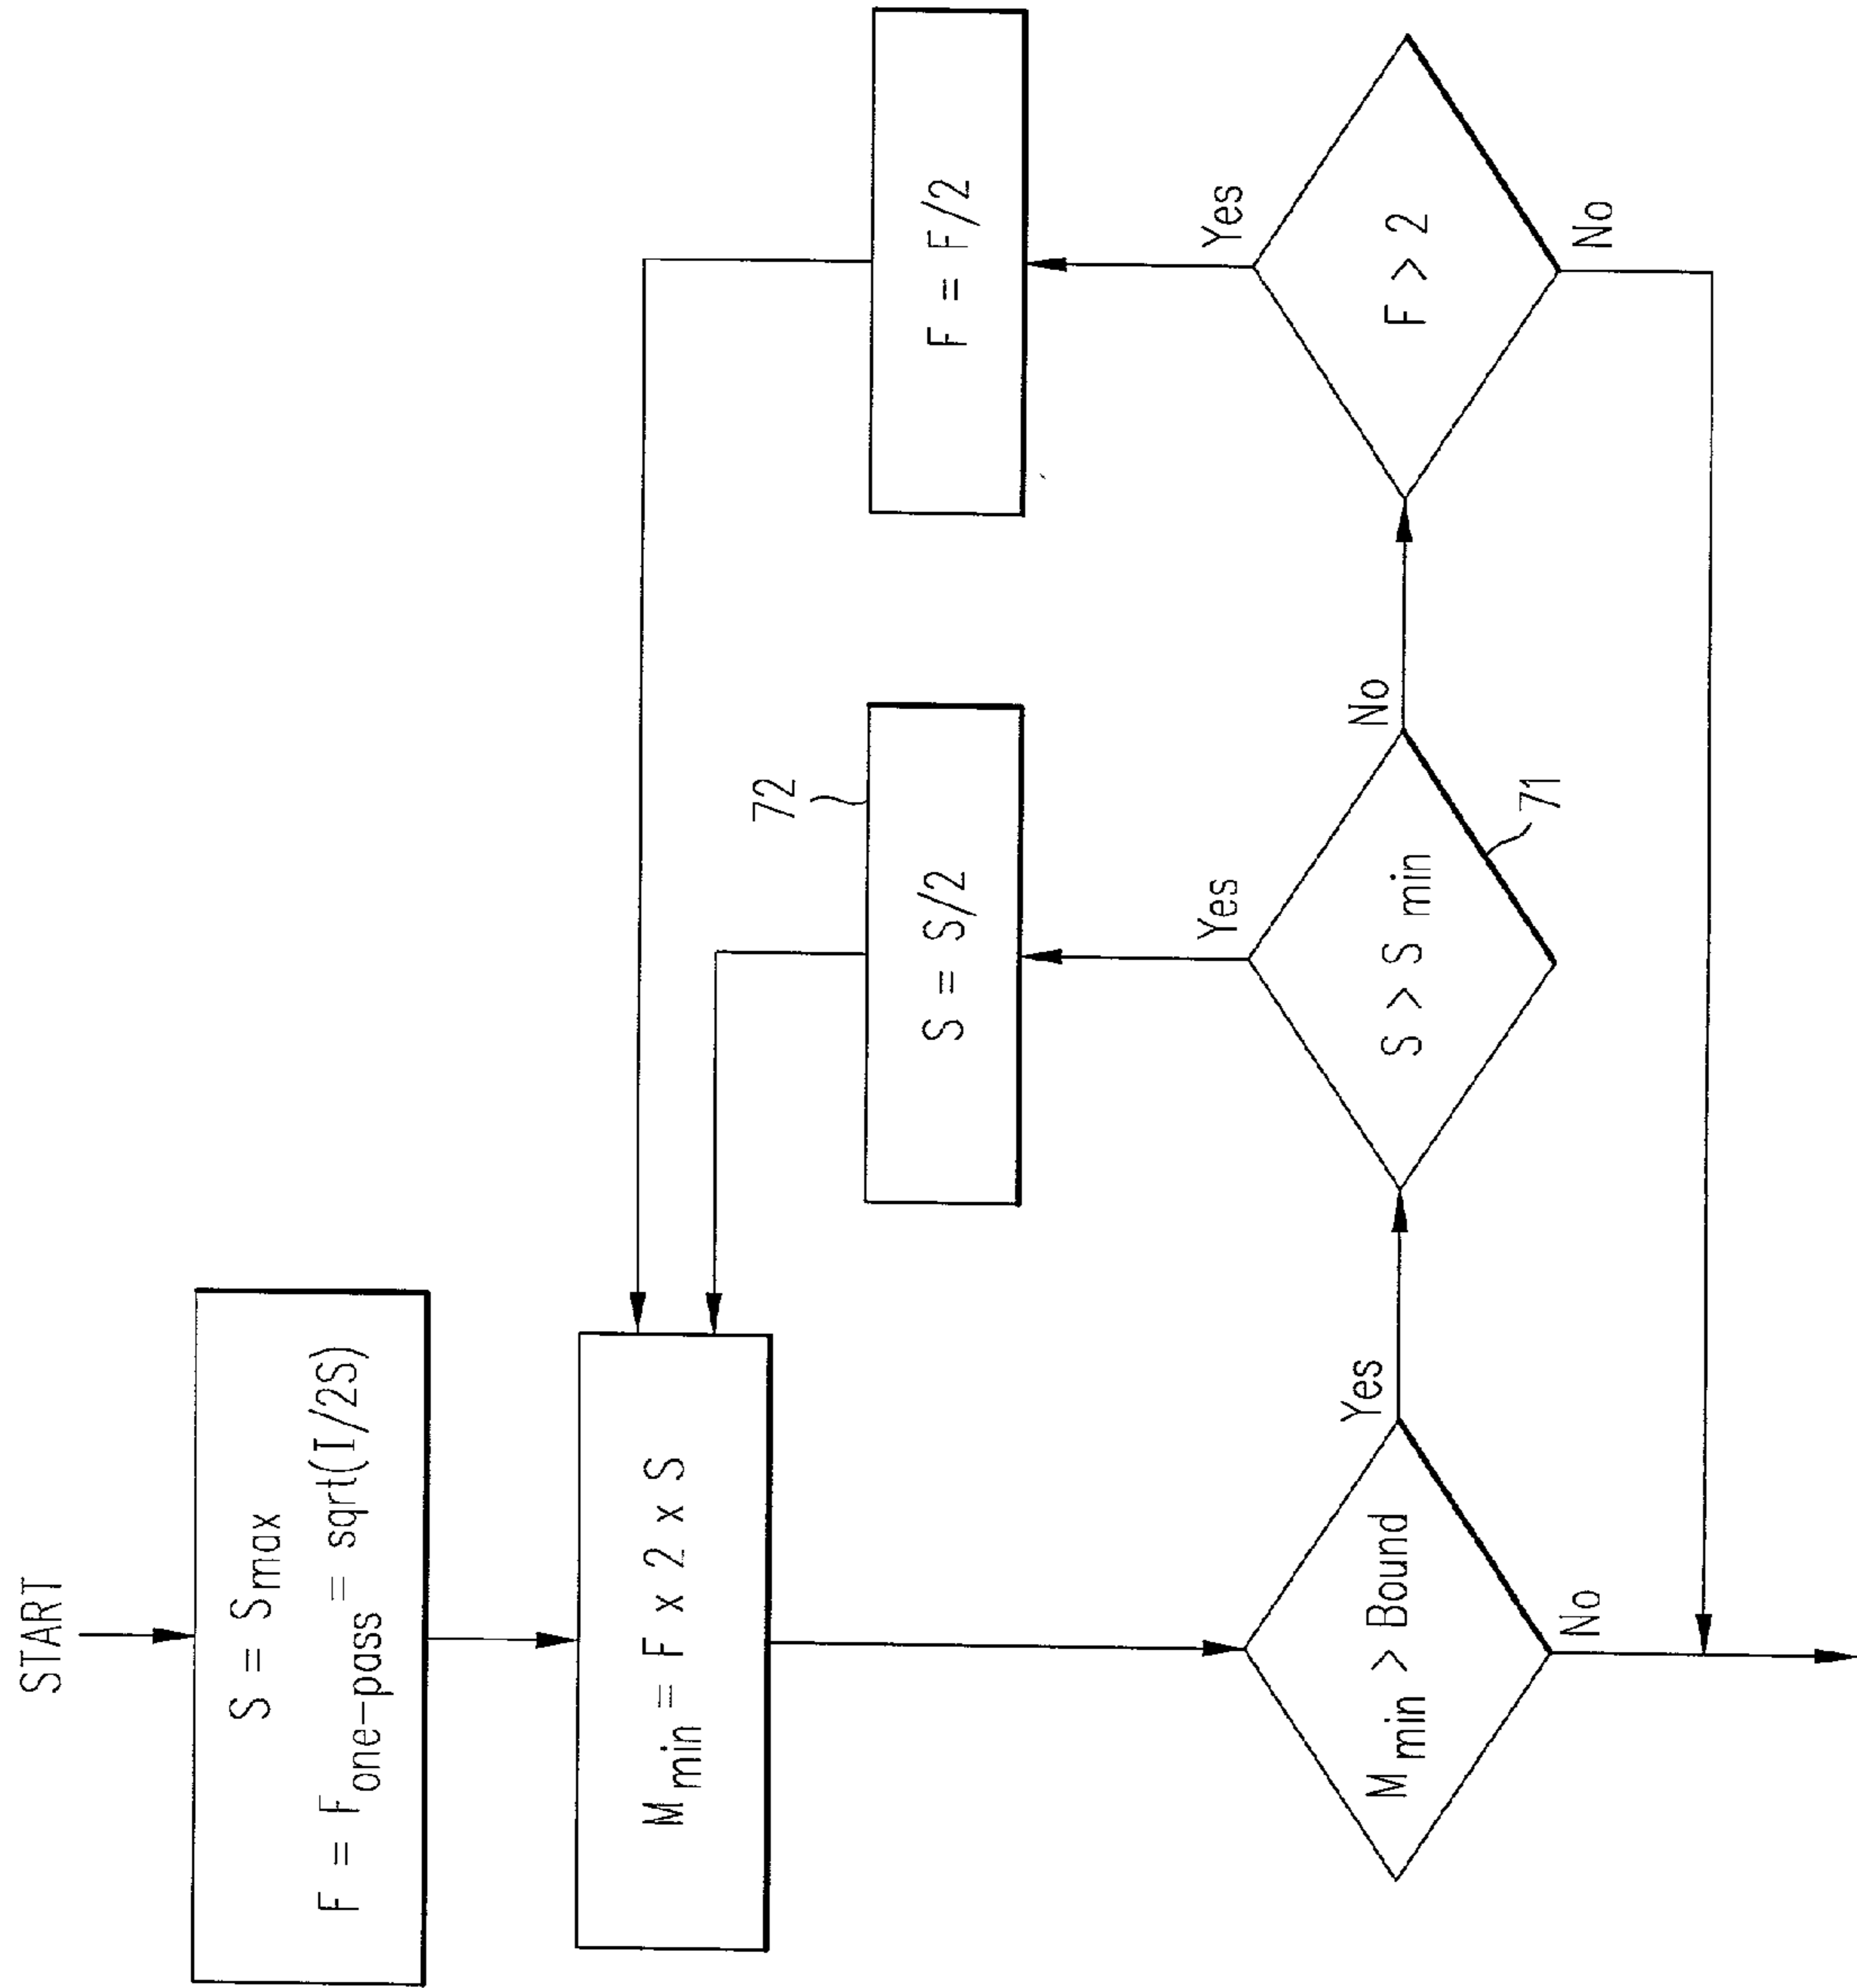 START
S = Smax
F = Fone-pass = sqrt(I/2S)
Mmin = F x 2 x S
72
S = S/2
F = F/2
Mmin > Bound
Yes
No
S > S min
Yes
No
71
F > 2
Yes
No